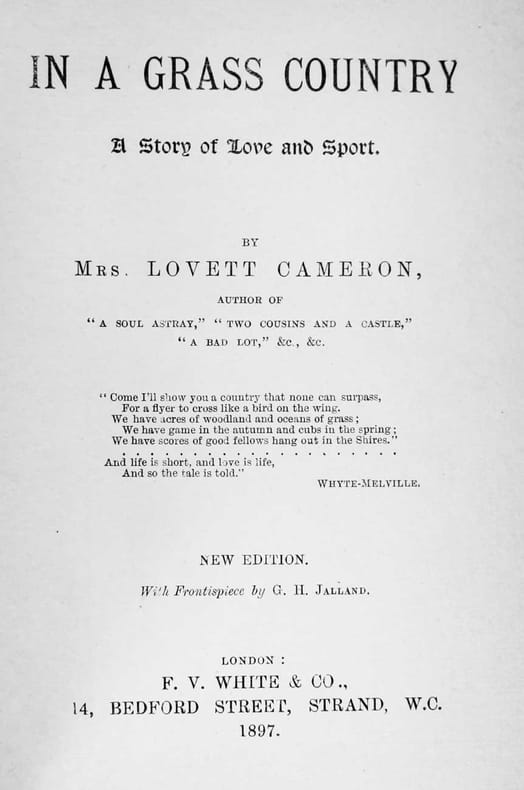 IN A GRASS COUNTRY
A Story of Love and Sport.
BY
MRS. LOVETT CAMERON,
AUTHOR OF
“A SOUL ASTRAY,” “TWO COUSINS AND A CASTLE,”
“A BAD LOT,” &C., &C.
“Come I'll show you a country that none can surpass,
For a flyer to cross like a bird on the wing.
We have acres of woodland and oceans of grass;
We have game in the autumn and cubs in the spring;
We have scores of good fellows hang out in the Shires.”
. . . . . . . . . . . . . . . . . . . . .
And life is short, and love is life,
And so the tale is told.”
WHYTE-MELVILLE.
NEW EDITION.
With Frontispiece by G. H. JALLAND.
LONDON:
F. V. WHITE & CO.,
14, BEDFORD STREET, STRAND, W.C.
1897.